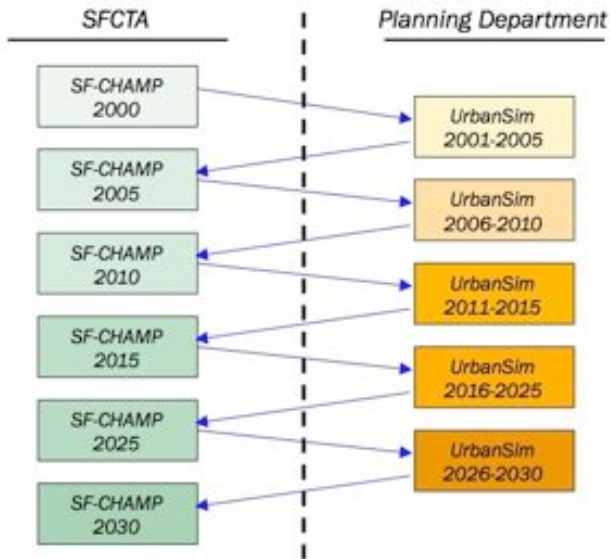 SFCTA
Planning Department
SF-CHAMP
2000
UrbanSim
2001-2005
SF-CHAMP
2005
UrbanSim
2006-2010
SF-CHAMP
2010
UrbanSim
2011-2015
SF-CHAMP
2015
UrbanSim
2016-2025
SF-CHAMP
2025
UrbanSim
2026-2030
SF-CHAMP
2030